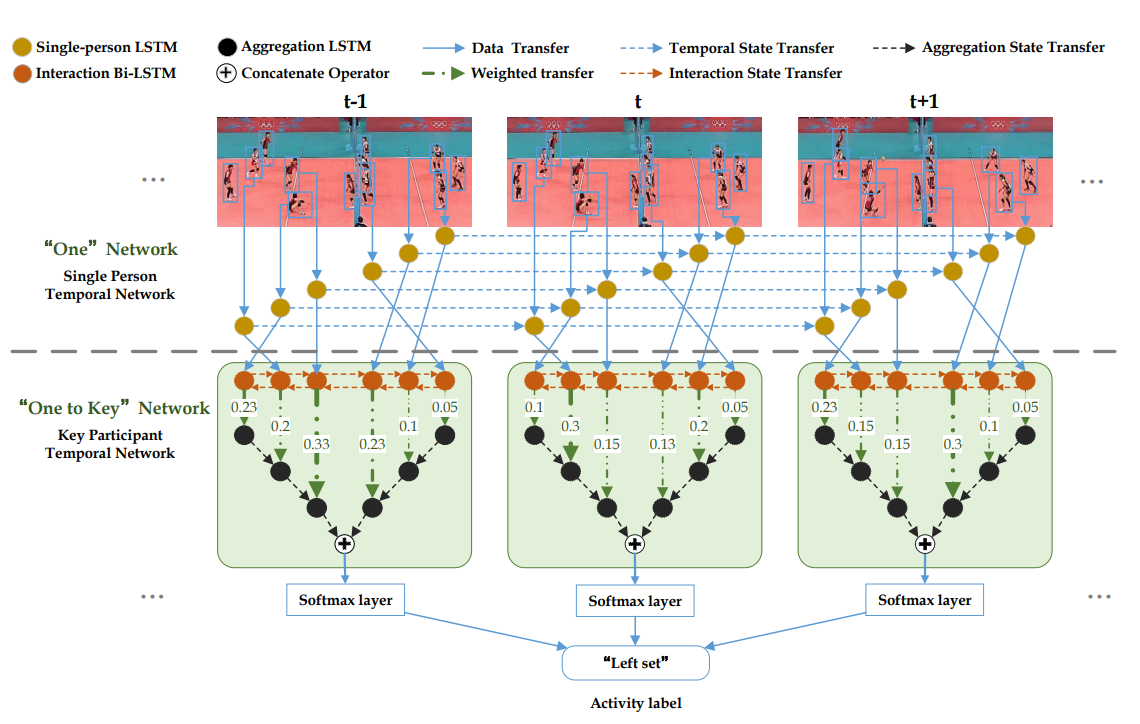 Single-person LSTM
Aggregation LSTM
Data Transfer
Temporal State Transfer
Aggregation State Transfer
Interaction Bi-LSTM
Concatenate Operator
Weighted transfer
Interaction State Transfer
t-1
t
t+1
...
...
“One” Network
Single Person
Temporal Network
“One to Key” Network
Key Participant
Temporal Network
0.23
0.2
0.33
0.23
0.1
0.05
0.1
0.3
0.15
0.13
0.2
0.05
0.23
0.15
0.15
0.3
0.1
0.05
...
Softmax layer
Softmax layer
Softmax layer
...
“Left set”
Activity label